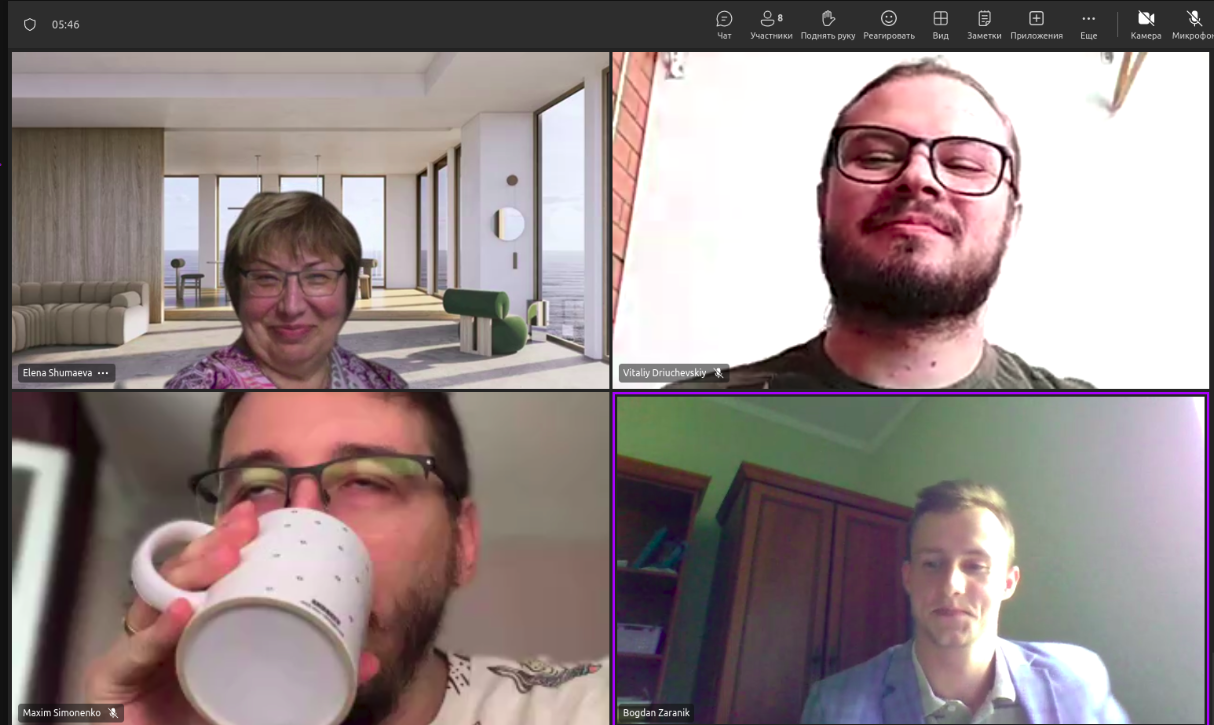 05:46
8
Чат
Участники
Поднять руку
Реагировать
Вид
Заметки
Приложения
Еще
Камера
Микрофон
Elena Shumaeva
Vitaliy Driuchevskiy
Maxim Simonenko
Bogdan Zaranik